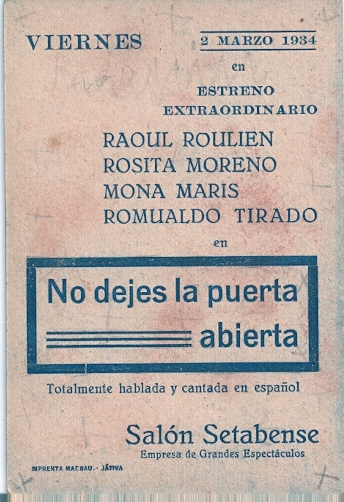 VIERNES 2 MARZO 1934
en
ESTRENO
EXTRAORDINARIO
RAOUL ROULIEN
ROSITA MORENO
MONA MARIS
ROMUALDO TIRADO
en
No dejes la puerta
abierta
Totalmente hablada y cantada en español
Salón Setabense
Empresa de Grandes Espectáculos
IMPRENTA MARBAU.- JÁTIVA